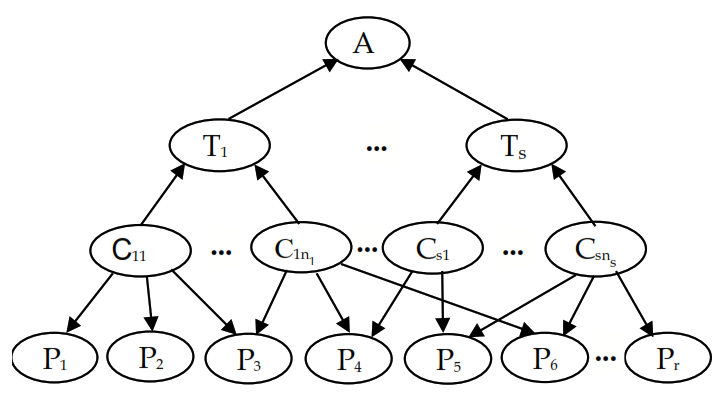 A
T₁ ... Tₛ
C₁₁ ... C₁ₙ₁ ... Cₛ₁ ... Cₛₙₛ
P₁ P₂ P₃ P₄ P₅ P₆ ... Pᵣ